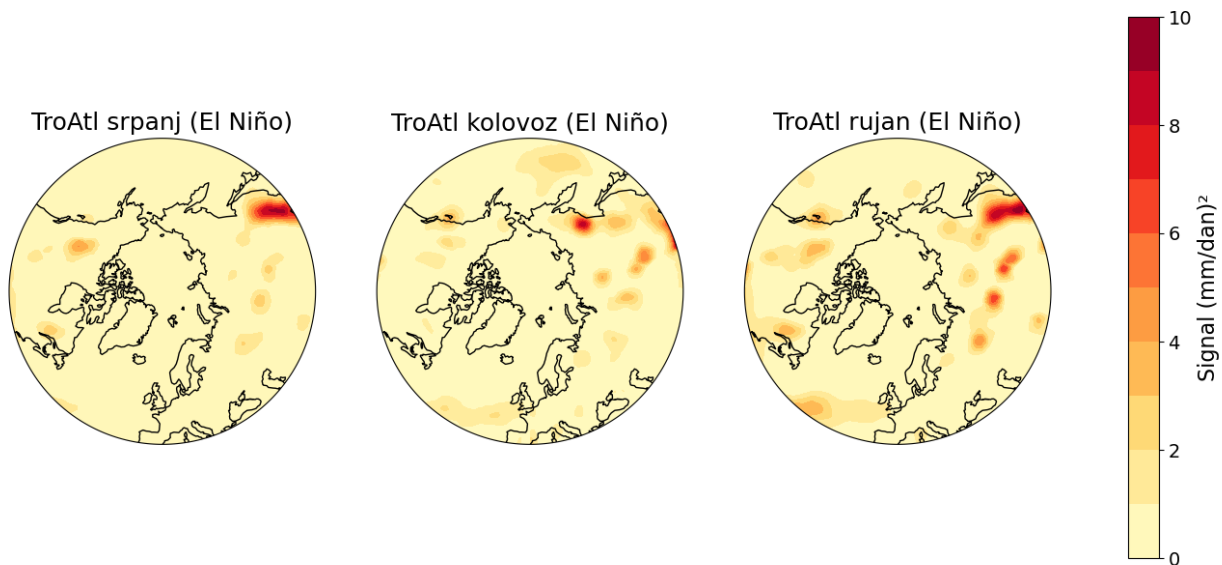 TroAtl srpanj (El Niño)
TroAtl kolovoz (El Niño)
TroAtl rujan (El Niño)
10
8
6
4
2
0
Signal (mm/dan)²